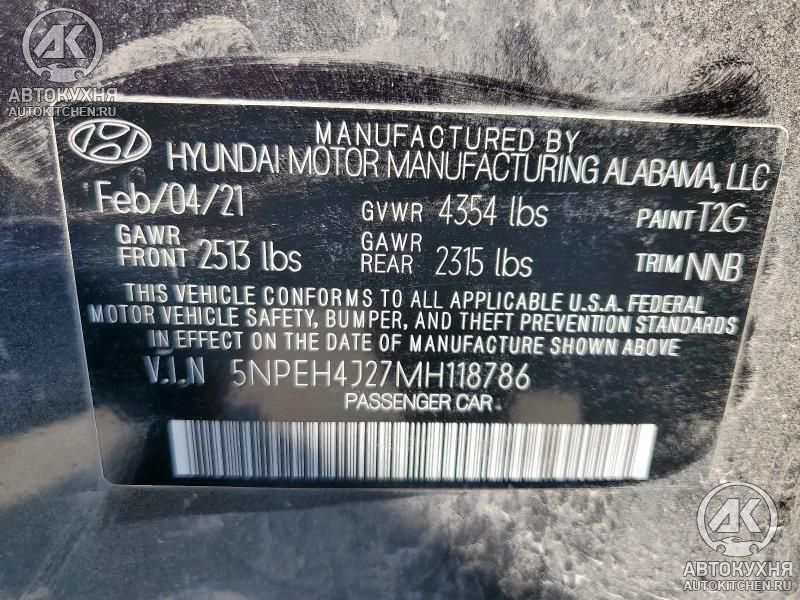 AK
АВТОКУХНЯ
AUTOKITCHEN.RU
MANUFACTURED BY
HYUNDAI MOTOR MANUFACTURING ALABAMA, LLC
Feb/04/21 GVWR 4354 lbs PAINT T2G
GAWR FRONT 2513 lbs GAWR REAR 2315 lbs TRIM NNB
THIS VEHICLE CONFORMS TO ALL APPLICABLE U.S.A. FEDERAL
MOTOR VEHICLE SAFETY, BUMPER, AND THEFT PREVENTION STANDARDS
IN EFFECT ON THE DATE OF MANUFACTURE SHOWN ABOVE
V.I.N 5NPEH4J27MH118786
PASSENGER CAR
AK
АВТОКУХНЯ
AUTOKITCHEN.RU